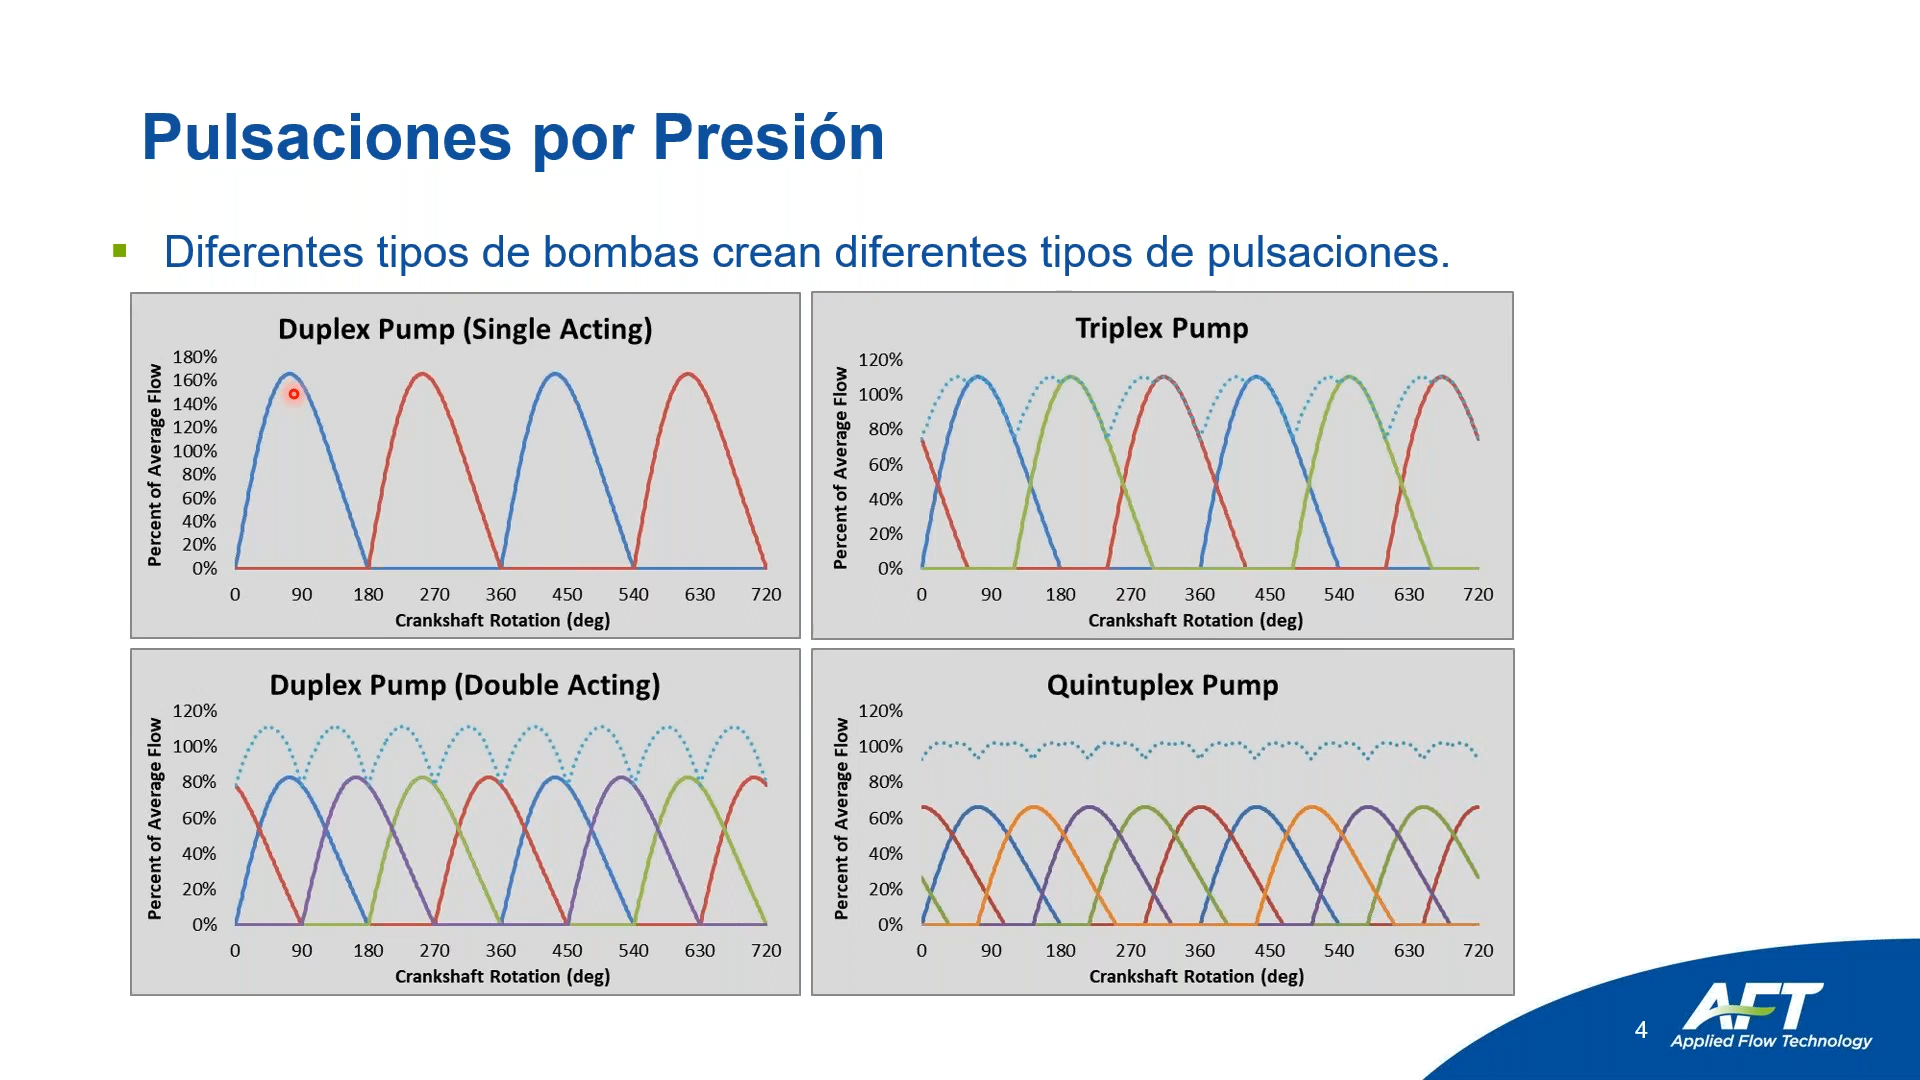 Pulsaciones por Presión
Diferentes tipos de bombas crean diferentes tipos de pulsaciones.
Duplex Pump (Single Acting)
Percent of Average Flow
180%
160%
140%
120%
100%
80%
60%
40%
20%
0%
0 90 180 270 360 450 540 630 720
Crankshaft Rotation (deg)
Triplex Pump
Percent of Average Flow
120%
100%
80%
60%
40%
20%
0%
0 90 180 270 360 450 540 630 720
Crankshaft Rotation (deg)
Duplex Pump (Double Acting)
Percent of Average Flow
120%
100%
80%
60%
40%
20%
0%
0 90 180 270 360 450 540 630 720
Crankshaft Rotation (deg)
Quintuplex Pump
Percent of Average Flow
120%
100%
80%
60%
40%
20%
0%
0 90 180 270 360 450 540 630 720
Crankshaft Rotation (deg)
4
AFT
Applied Flow Technology